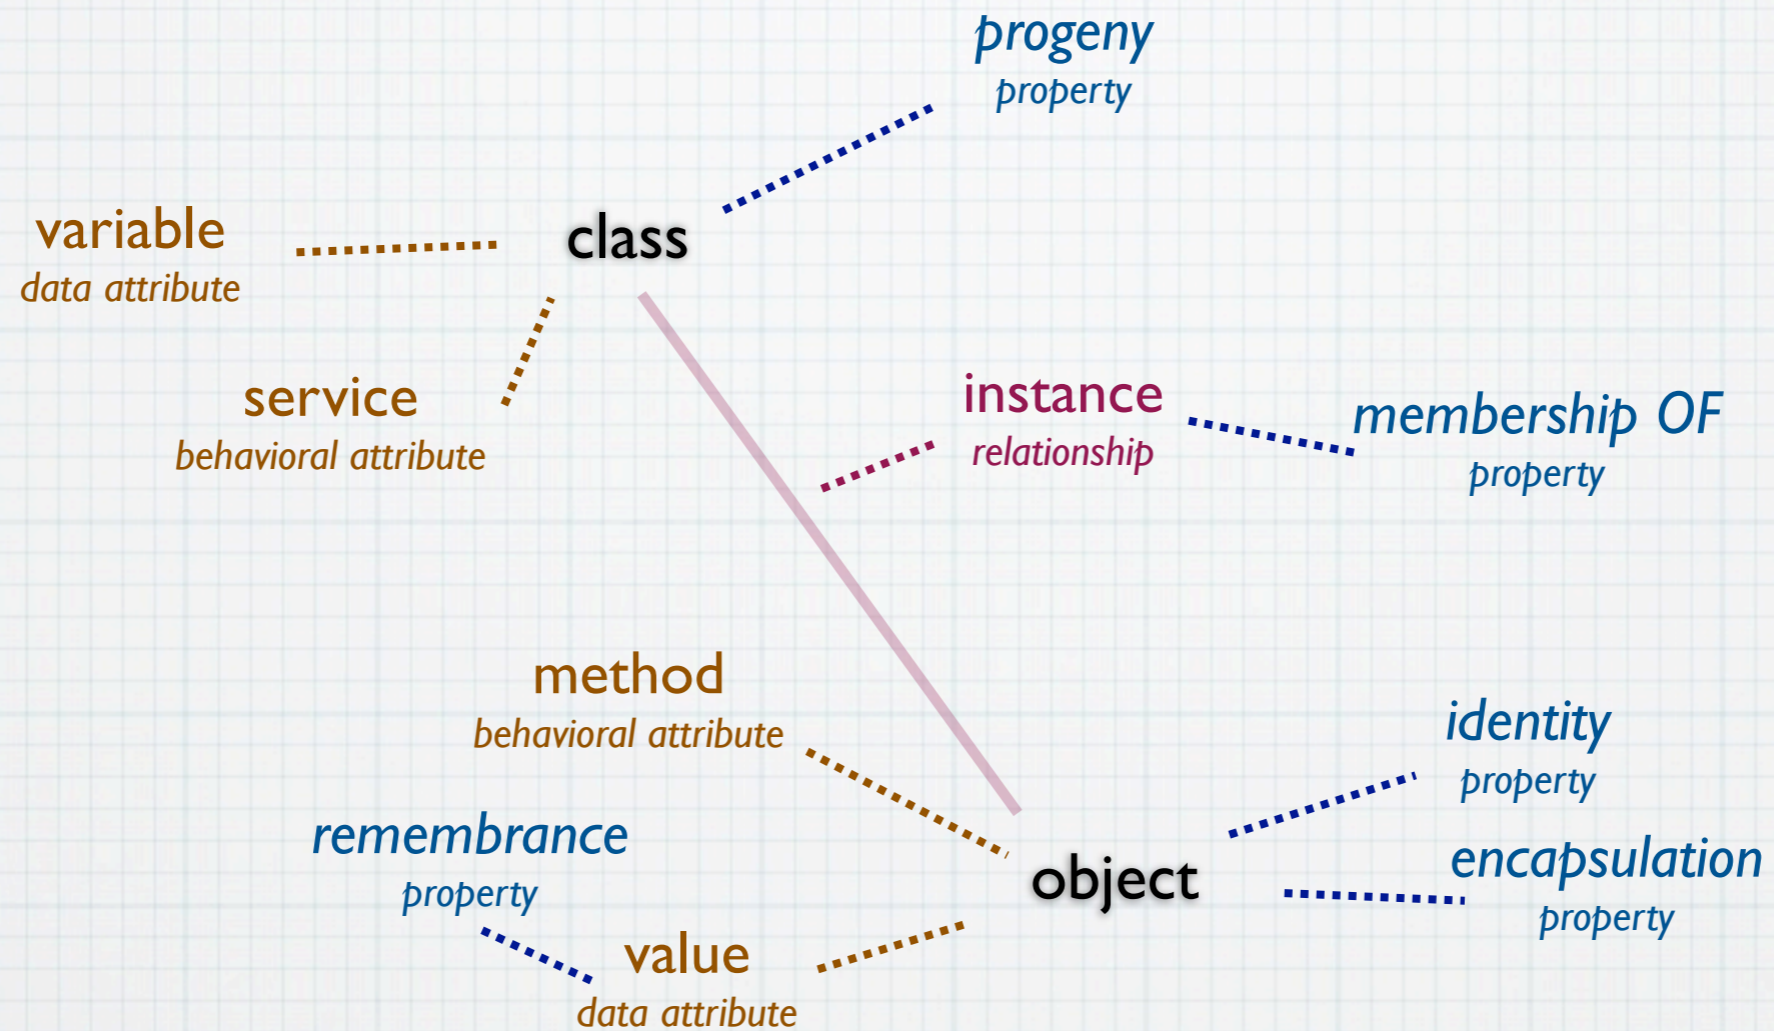 progeny
property
variable
data attribute
class
service
behavioral attribute
instance
relationship
membership OF
property
method
behavioral attribute
identity
property
remembrance
property
encapsulation
property
object
value
data attribute